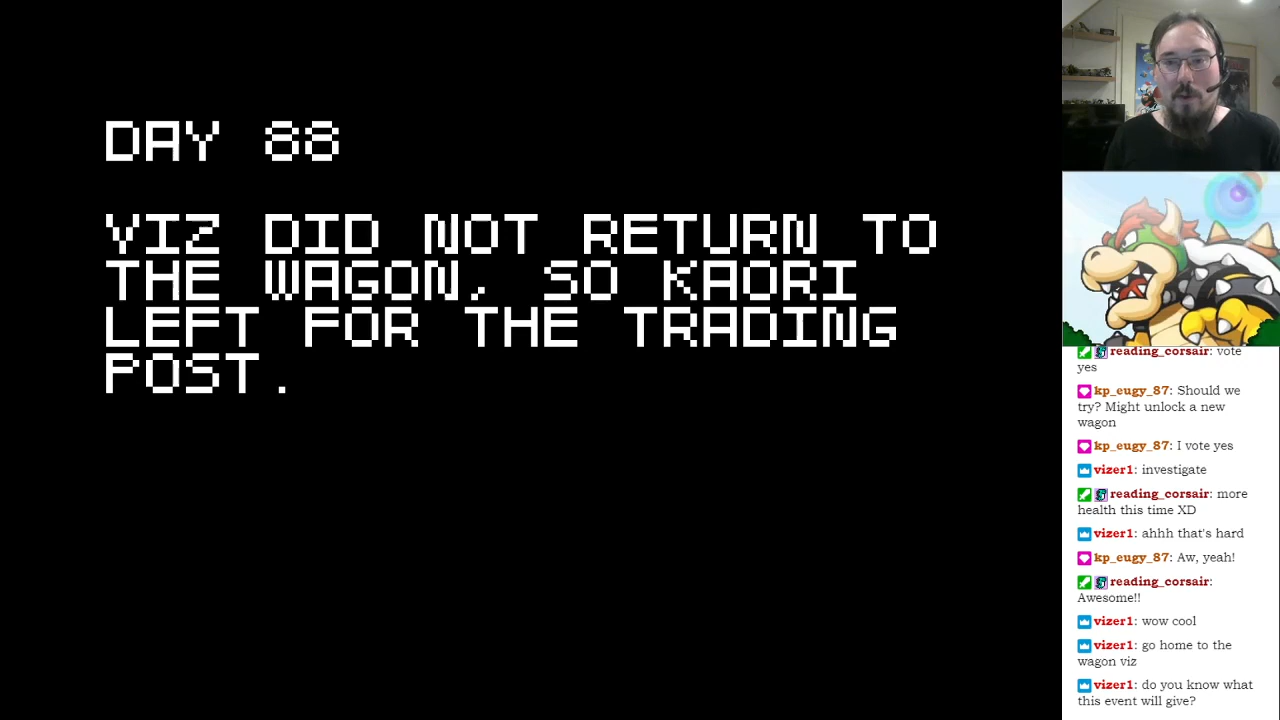 DAY 88
VIZ DID NOT RETURN TO
THE WAGON, SO KAORI
LEFT FOR THE TRADING
POST.
reading_corsair: vote
yes
kp_eugy_87: Should we
try? Might unlock a new
wagon
kp_eugy_87: I vote yes
vizer1: investigate
reading_corsair: more
health this time XD
vizer1: ahhh that's hard
kp_eugy_87: Aw, yeah!
reading_corsair:
Awesome!!
vizer1: wow cool
vizer1: go home to the
wagon viz
vizer1: do you know what
this event will give?